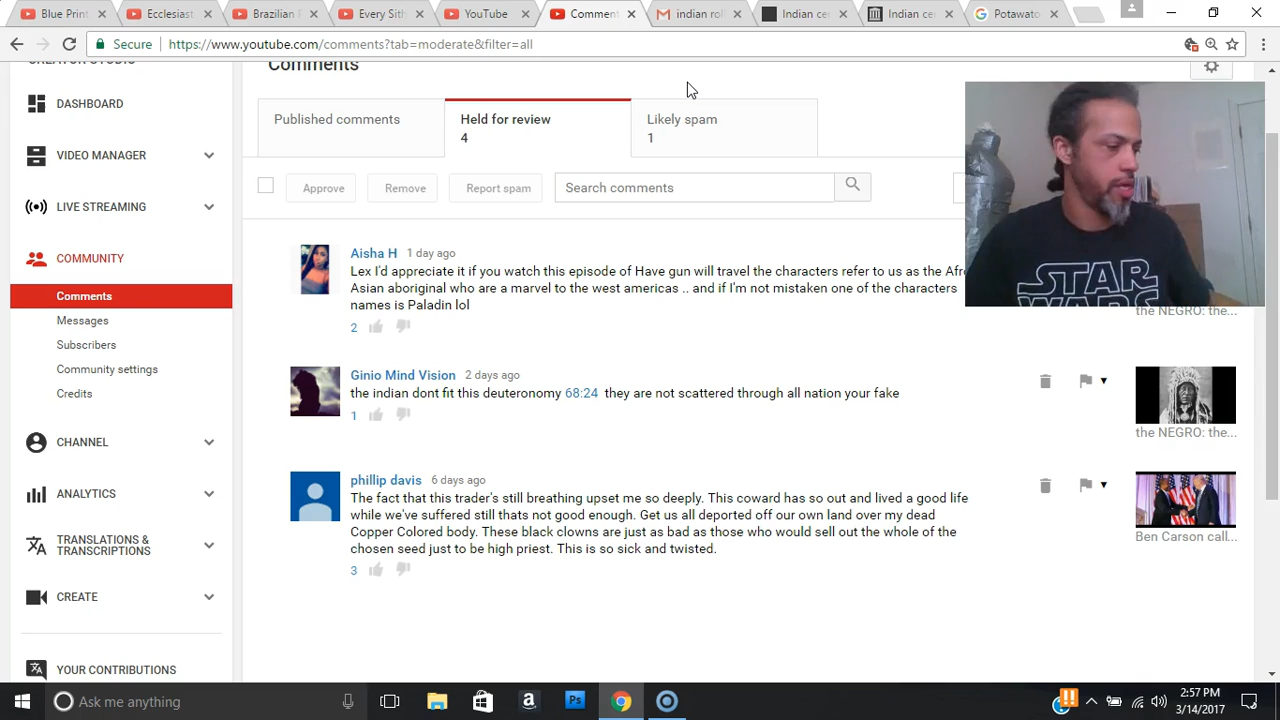 Blue Print
Ecclesiast
Brazilian
Every Sith
YouTube
Comment
indian r
Indian ce
Indian cen
Potawato
Secure https://www.youtube.com/comments?tab=moderate&filter=all
Comments
DASHBOARD
VIDEO MANAGER
LIVE STREAMING
COMMUNITY
Comments
Messages
Subscribers
Community settings
Credits
CHANNEL
ANALYTICS
TRANSLATIONS &
TRANSCRIPTIONS
CREATE
YOUR CONTRIBUTIONS
Published comments
Held for review
4
Likely spam
1
Approve Remove Report spam Search comments
Aisha H 1 day ago
Lex I'd appreciate it if you watch this episode of Have gun will travel the characters refer to us as the Afr
Asian aboriginal who are a marvel to the west americas .. and if I'm not mistaken one of the characters
names is Paladin lol
2
the NEGRO: the...
Ginio Mind Vision 2 days ago
the indian dont fit this deuteronomy 68:24 they are not scattered through all nation your fake
1
the NEGRO: the...
phillip davis 6 days ago
The fact that this trader's still breathing upset me so deeply. This coward has so out and lived a good life
while we've suffered still thats not good enough. Get us all deported off our own land over my dead
Copper Colored body. These black clowns are just as bad as those who would sell out the whole of the
chosen seed just to be high priest. This is so sick and twisted.
3
Ben Carson call...
STAR
WARS
Ask me anything
2:57 PM
3/14/2017